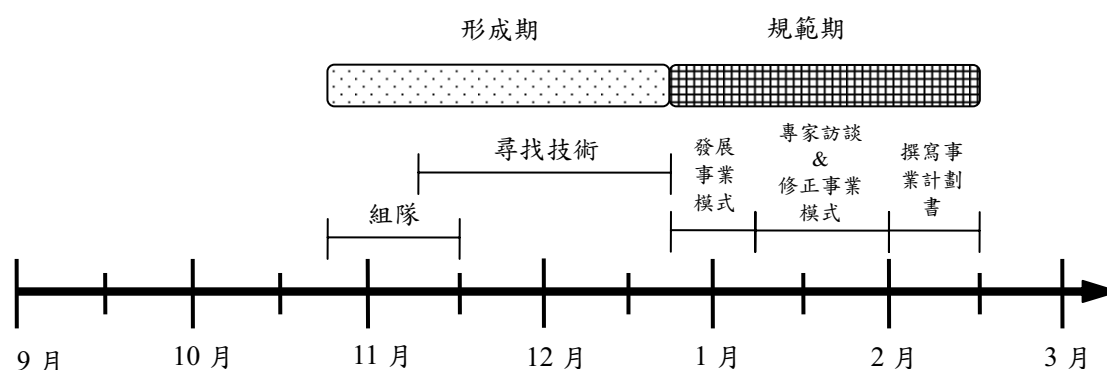 形成期
規範期
尋找技術
組隊
發展
事業
模式
專家訪談
&
修正事業
模式
撰寫事
業計劃
書
9 月
10 月
11 月
12 月
1 月
2 月
3 月